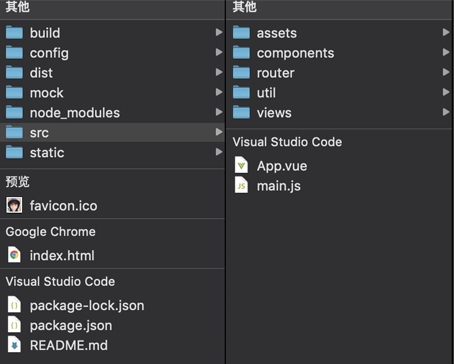 其他
build
config
dist
mock
node_modules
src
static
预览
favicon.ico
Google Chrome
index.html
Visual Studio Code
package-lock.json
package.json
README.md
其他
assets
components
router
util
views
Visual Studio Code
App.vue
main.js